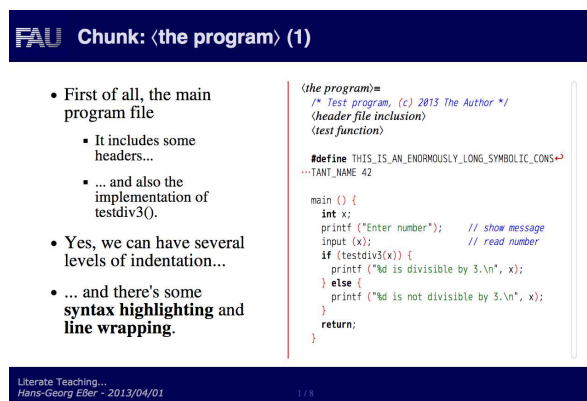 FAU Chunk: ⟨the program⟩ (1)
• First of all, the main
program file
▪ It includes some
headers...
▪ ... and also the
implementation of
testdiv3().
• Yes, we can have several
levels of indentation...
• ... and there's some
syntax highlighting and
line wrapping.
⟨the program⟩=
/* Test program, (c) 2013 The Author */
⟨header file inclusion⟩
⟨test function⟩
#define THIS_IS_AN_ENORMOUSLY_LONG_SYMBOLIC_CONS↩
···TANT_NAME 42
main () {
int x;
printf ("Enter number"); // show message
input (x); // read number
if (testdiv3(x)) {
printf ("%d is divisible by 3.\n", x);
} else {
printf ("%d is not divisible by 3.\n", x);
}
return;
}
Literate Teaching...
Hans-Georg Eßer - 2013/04/01
1 / 8